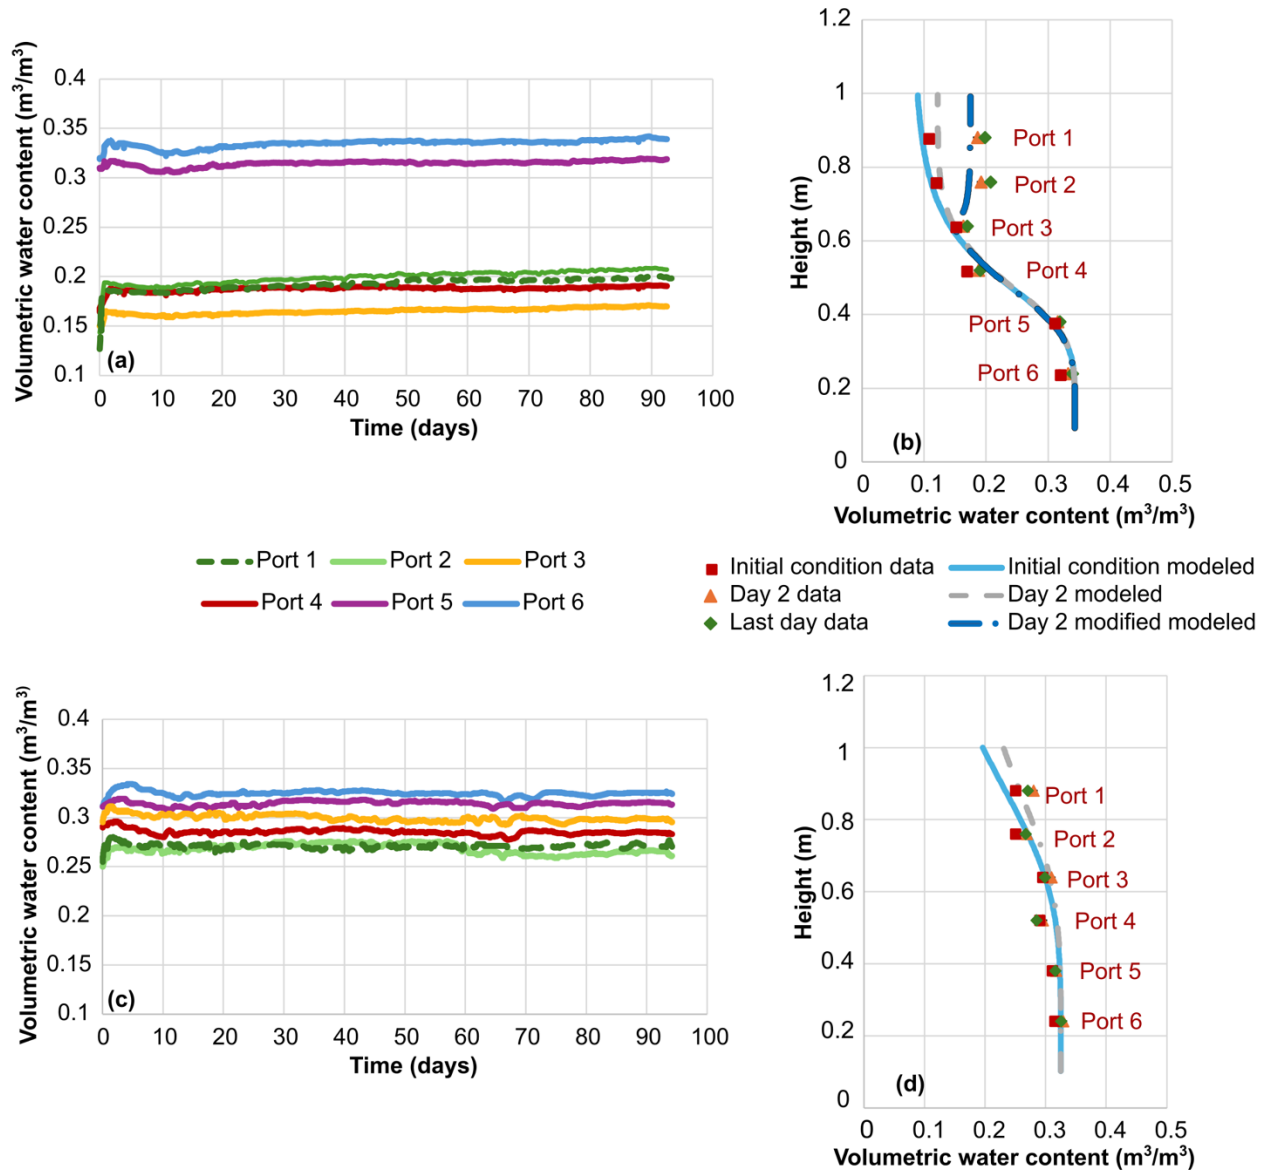 Volumetric water content (m³/m³)
0.4
0.35
0.3
0.25
0.2
0.15
0.1
(a)
0 10 20 30 40 50 60 70 80 90 100
Time (days)
Height (m)
1.2
1
0.8
0.6
0.4
0.2
0
Port 1
Port 2
Port 3
Port 4
Port 5
Port 6
(b)
0 0.1 0.2 0.3 0.4 0.5
Volumetric water content (m³/m³)
Port 1 Port 2 Port 3
Port 4 Port 5 Port 6
Initial condition data Initial condition modeled
Day 2 data Day 2 modeled
Last day data Day 2 modified modeled
Volumetric water content (m³/m³)
0.4
0.35
0.3
0.25
0.2
0.15
0.1
(c)
0 10 20 30 40 50 60 70 80 90 100
Time (days)
Height (m)
1.2
1
0.8
0.6
0.4
0.2
0
Port 1
Port 2
Port 3
Port 4
Port 5
Port 6
(d)
0 0.1 0.2 0.3 0.4 0.5
Volumetric water content (m³/m³)